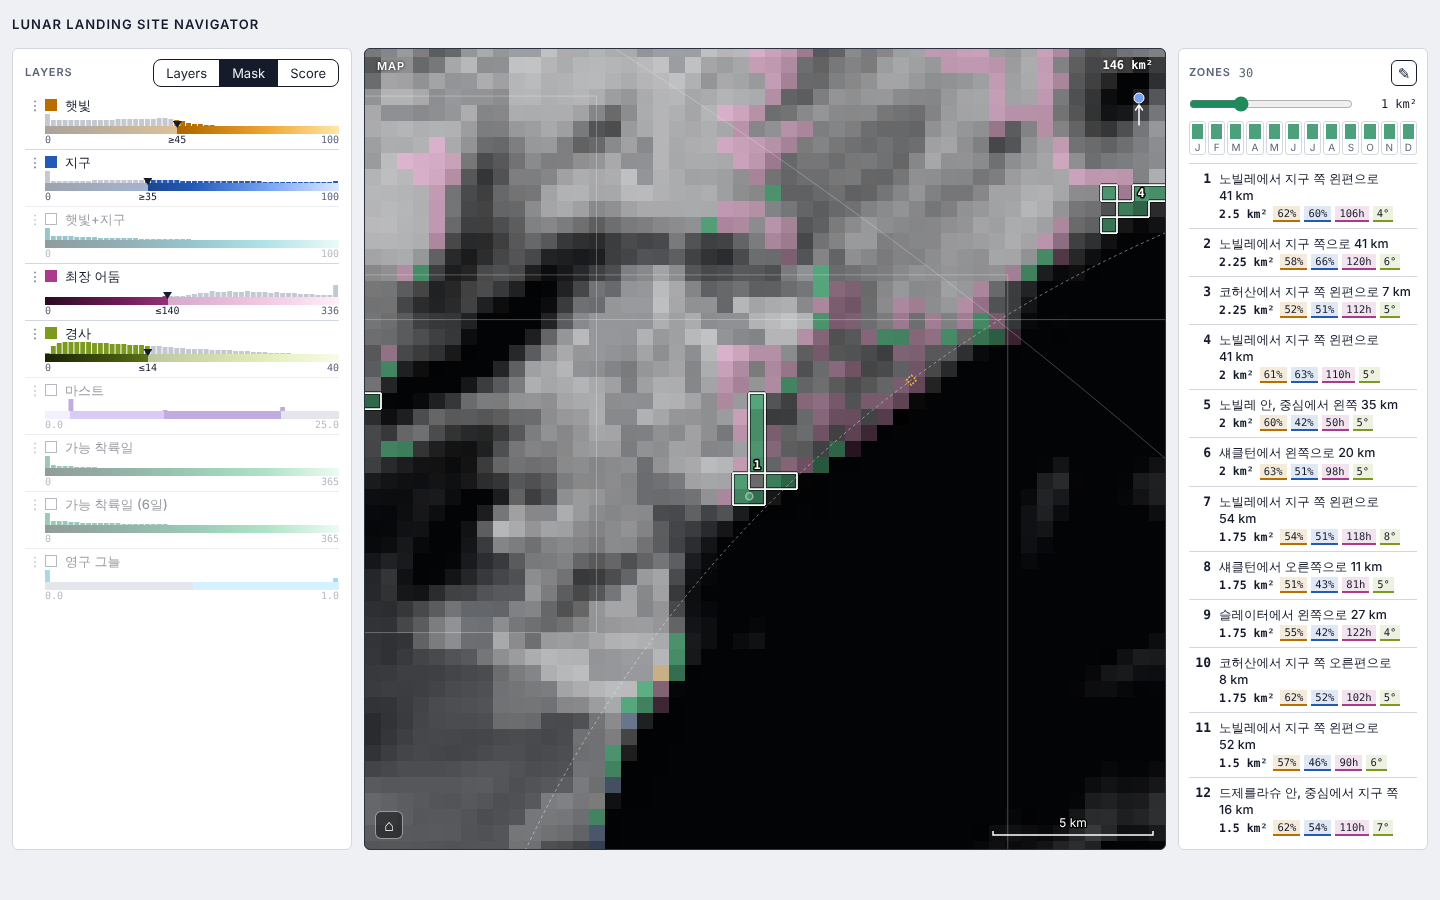 LUNAR LANDING SITE NAVIGATOR
LAYERS
Layers Mask Score
햇빛
0 ≥45 100
지구
0 ≥35 100
햇빛+지구
0 100
최장 어둠
0 ≤140 336
경사
0 ≤14 40
마스트
0.0 25.0
가능 착륙일
0 365
가능 착륙일 (6일)
0 365
영구 그늘
0.0 1.0
MAP
146 km²
4
1
5 km
ZONES 30
1 km²
J F M A M J J A S O N D
1 노빌레에서 지구 쪽 왼편으로
41 km
2.5 km² 62% 60% 106h 4°
2 노빌레에서 지구 쪽으로 41 km
2.25 km² 58% 66% 120h 6°
3 코허산에서 지구 쪽 왼편으로 7 km
2.25 km² 52% 51% 112h 5°
4 노빌레에서 지구 쪽 왼편으로
41 km
2 km² 61% 63% 110h 5°
5 노빌레 안, 중심에서 왼쪽 35 km
2 km² 60% 42% 50h 5°
6 섀클턴에서 왼쪽으로 20 km
2 km² 63% 51% 98h 5°
7 노빌레에서 지구 쪽 왼편으로
54 km
1.75 km² 54% 51% 118h 8°
8 섀클턴에서 오른쪽으로 11 km
1.75 km² 51% 43% 81h 5°
9 슬레이터에서 왼쪽으로 27 km
1.75 km² 55% 42% 122h 4°
10 코허산에서 지구 쪽 오른편으로
8 km
1.75 km² 62% 52% 102h 5°
11 노빌레에서 지구 쪽 왼편으로
52 km
1.5 km² 57% 46% 90h 6°
12 드제를라슈 안, 중심에서 지구 쪽
16 km
1.5 km² 62% 54% 110h 7°